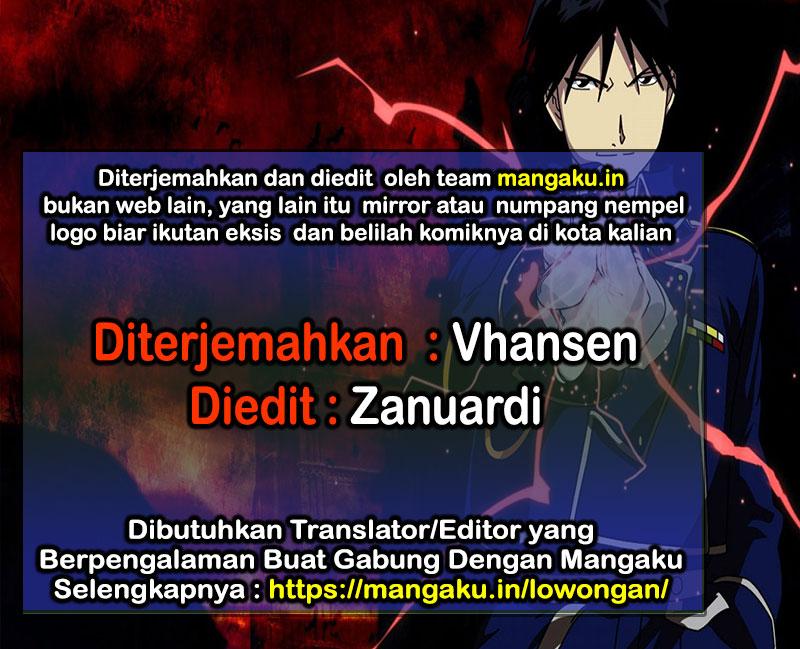 Diterjemahkan dan diedit oleh team mangaku.in
bukan web lain, yang lain itu mirror atau numpang nempel
logo biar ikutan eksis dan belilah komiknya di kota kalian
Diterjemahkan : Vhansen
Diedit : Zanuardi
Dibutuhkan Translator/Editor yang
Berpengalaman Buat Gabung Dengan Mangaku
Selengkapnya : https://mangaku.in/lowongan/